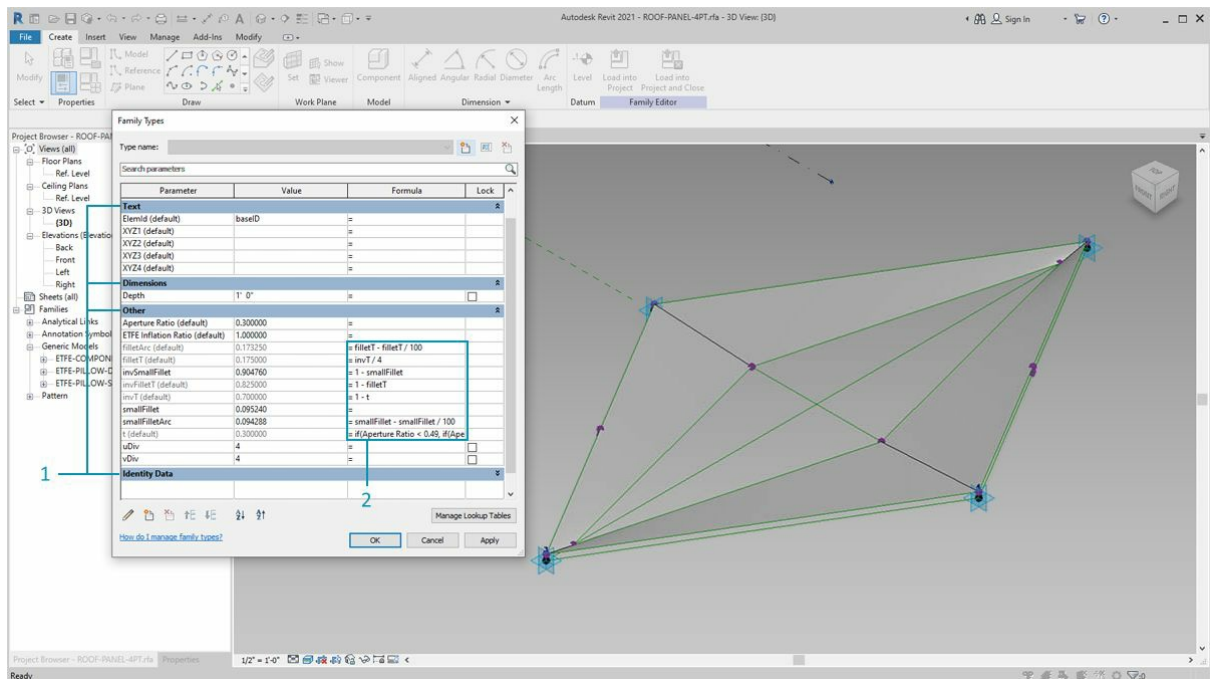 Autodesk Revit 2021 - ROOF-PANEL-4PT.rfa - 3D View: {3D}
Sign In
File Create Insert View Manage Add-Ins Modify
Modify
Model
Reference
Plane
Set
Show
Viewer
Component
Aligned Angular Radial Diameter Arc Length
Level
Load into Project
Load into Project and Close
Select Properties Draw Work Plane Model Dimension Datum Family Editor
Project Browser - ROOF-PA
Views (all)
Floor Plans
Ref. Level
Ceiling Plans
Ref. Level
3D Views
{3D}
Elevations (Elevatio
Back
Front
Left
Right
Sheets (all)
Families
Analytical Links
Annotation Symbol
Generic Models
ETFE-COMPON
ETFE-PILLOW-D
ETFE-PILLOW-S
Pattern
Family Types
Type name:
Search parameters
Parameter Value Formula Lock
Text
ElemId (default) baseID =
XYZ1 (default) =
XYZ2 (default) =
XYZ3 (default) =
XYZ4 (default) =
Dimensions
Depth 1' 0" =
Other
Aperture Ratio (default) 0.300000 =
ETFE Inflation Ratio (default) 1.000000 =
filletArc (default) 0.173250 = filletT - filletT / 100
filletT (default) 0.175000 = invT / 4
invSmallFillet 0.904760 = 1 - smallFillet
invFilletT (default) 0.825000 = 1 - filletT
invT (default) 0.700000 = 1 - t
smallFillet 0.095240 =
smallFilletArc 0.094288 = smallFillet - smallFillet / 100
t (default) 0.300000 = if(Aperture Ratio < 0.49, if(Ape
uDiv 4 =
vDiv 4 =
Identity Data
1
2
Manage Lookup Tables
How do I manage family types?
OK Cancel Apply
TOP
FRONT
RIGHT
Project Browser - ROOF-PANEL-4PT.rfa Properties
1/2" = 1'-0"
Ready
:0